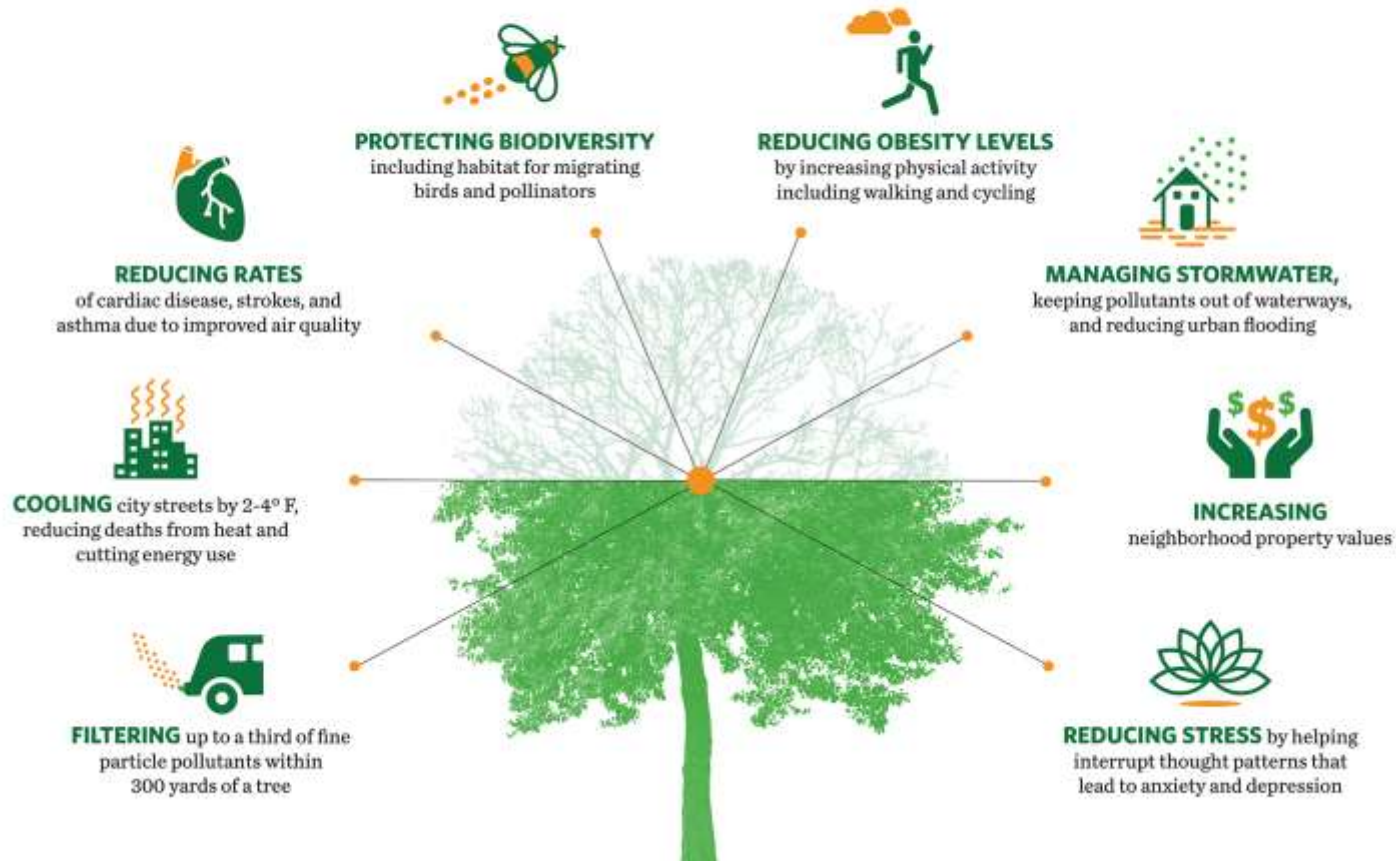 PROTECTING BIODIVERSITY
including habitat for migrating
birds and pollinators
REDUCING OBESITY LEVELS
by increasing physical activity
including walking and cycling
REDUCING RATES
of cardiac disease, strokes, and
asthma due to improved air quality
MANAGING STORMWATER,
keeping pollutants out of waterways,
and reducing urban flooding
COOLING city streets by 2-4° F,
reducing deaths from heat and
cutting energy use
$ $ $
INCREASING
neighborhood property values
FILTERING up to a third of fine
particle pollutants within
300 yards of a tree
REDUCING STRESS by helping
interrupt thought patterns that
lead to anxiety and depression